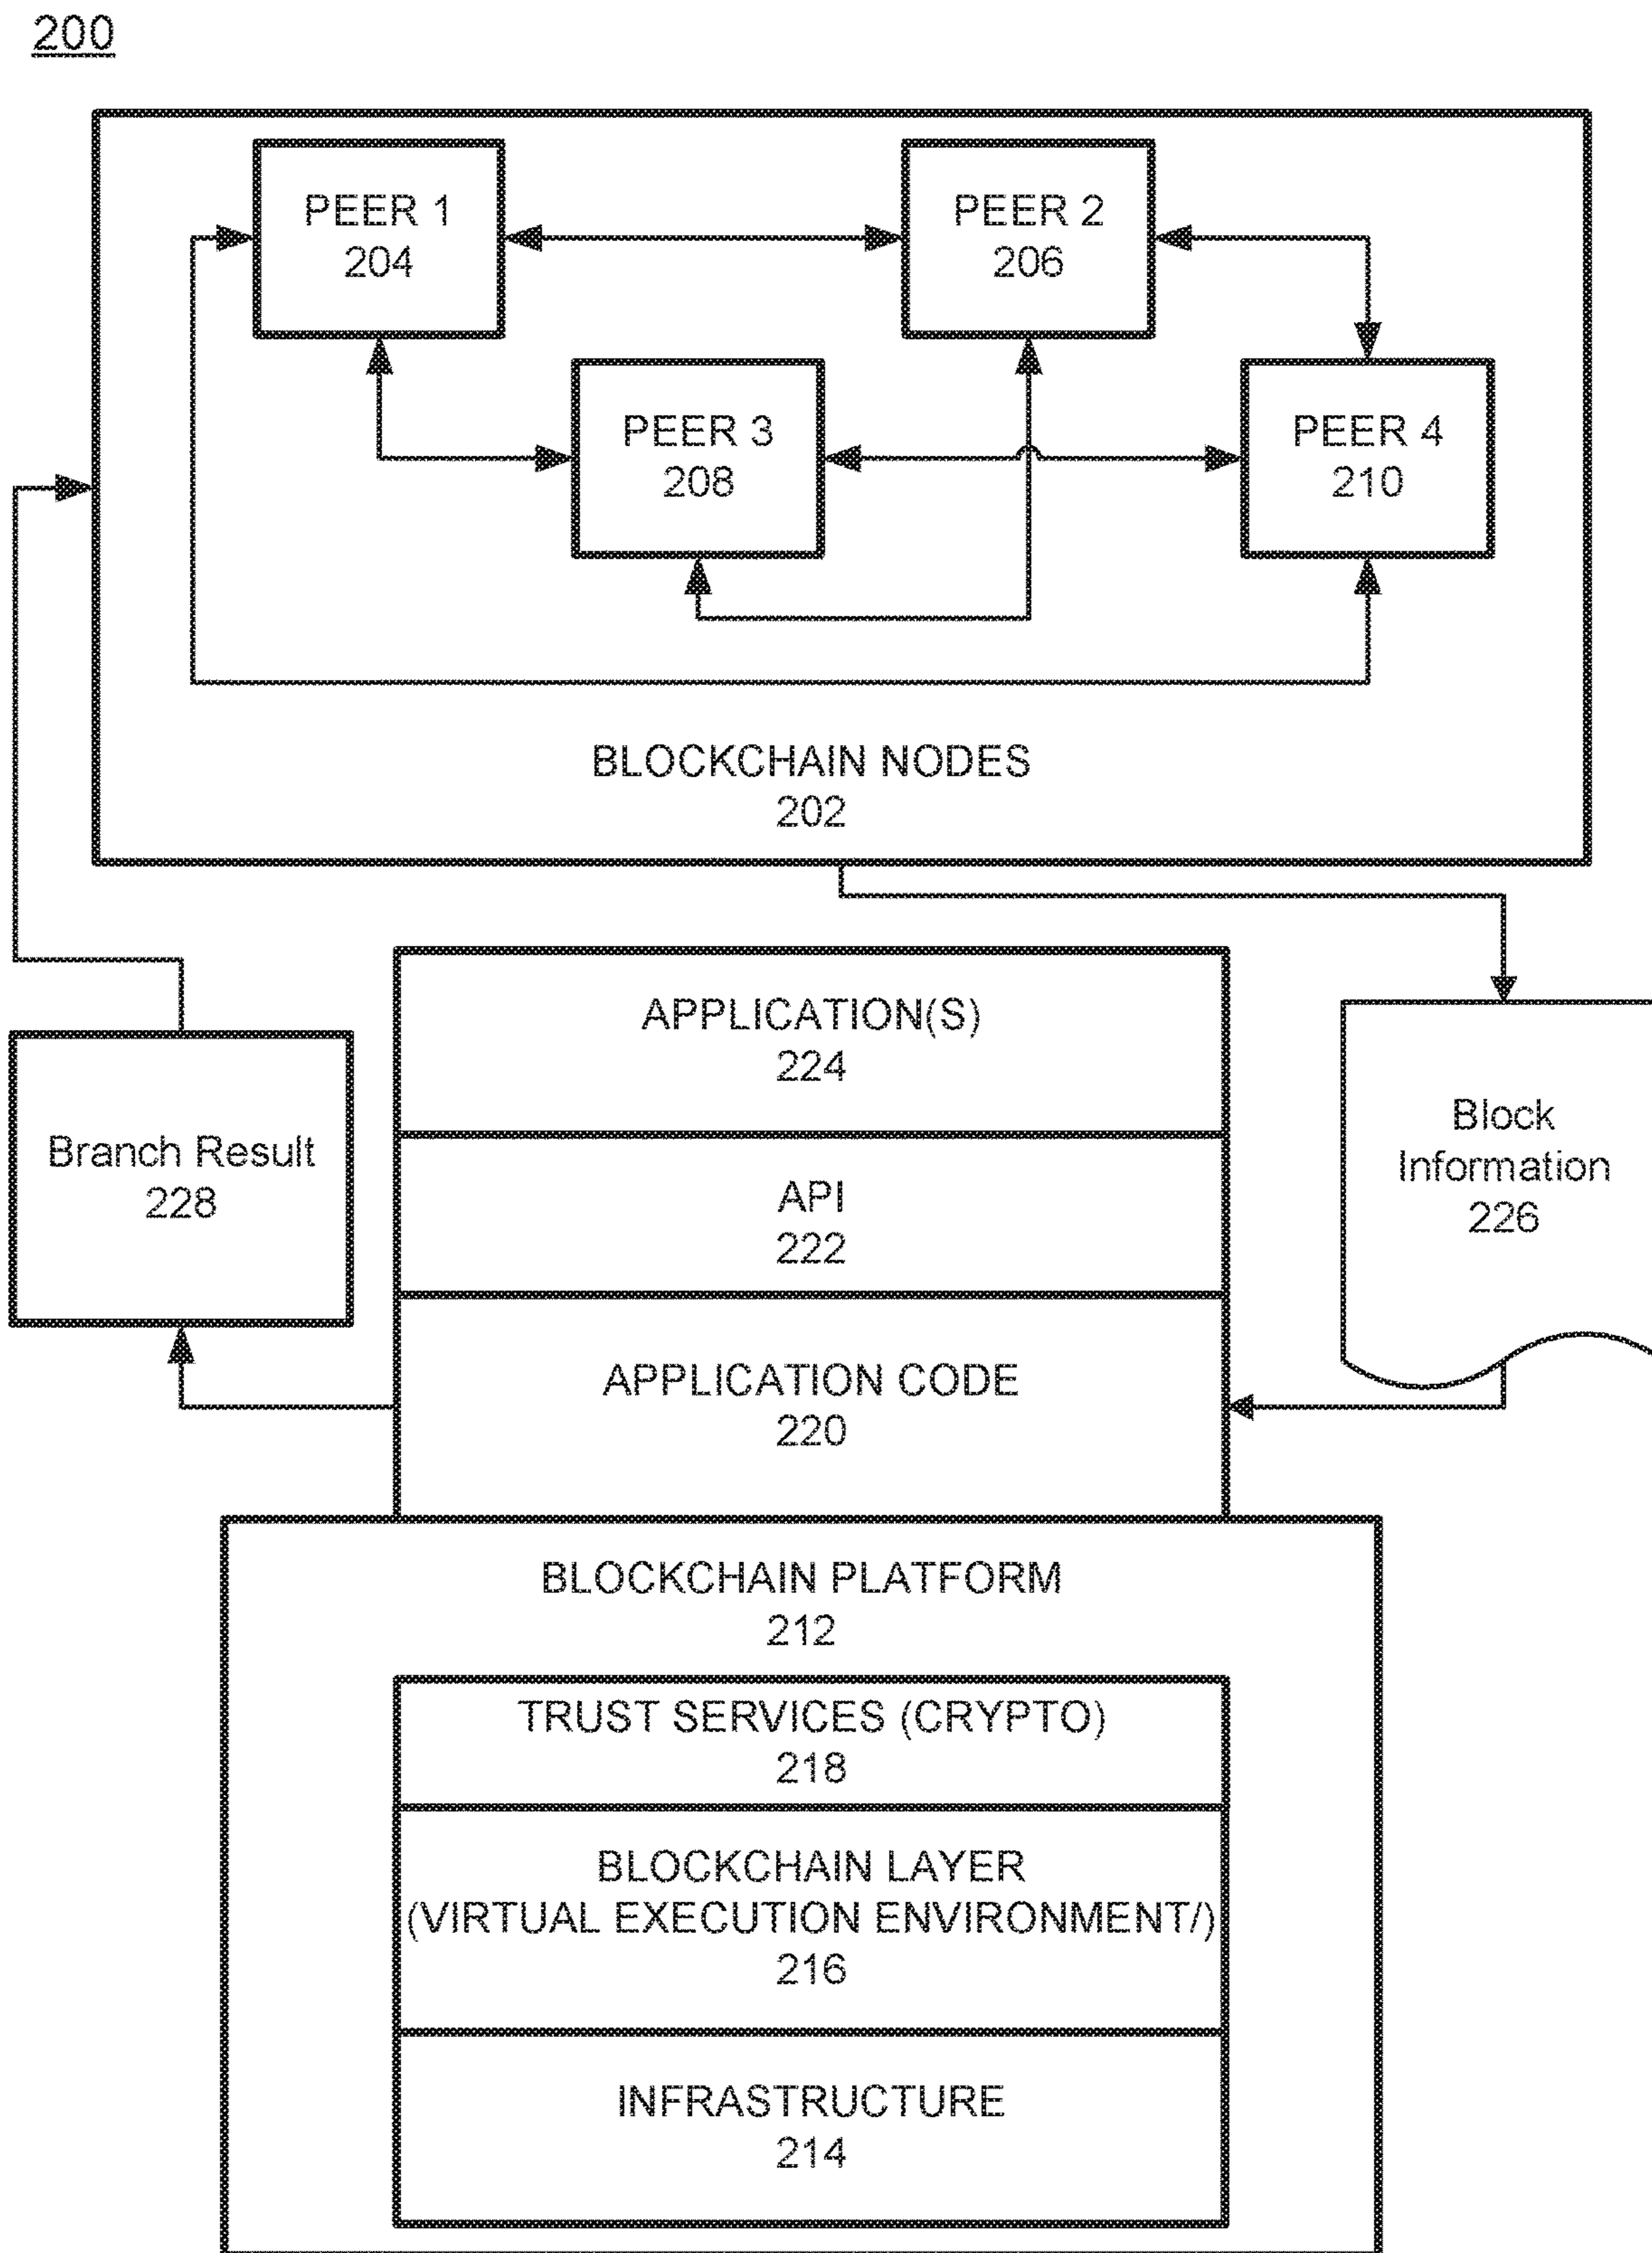 200
PEER 1
204
PEER 2
206
PEER 3
208
PEER 4
210
BLOCKCHAIN NODES
202
APPLICATION(S)
224
Branch Result
228
API
222
Block
Information
226
APPLICATION CODE
220
BLOCKCHAIN PLATFORM
212
TRUST SERVICES (CRYPTO)
218
BLOCKCHAIN LAYER
(VIRTUAL EXECUTION ENVIRONMENT/)
216
INFRASTRUCTURE
214